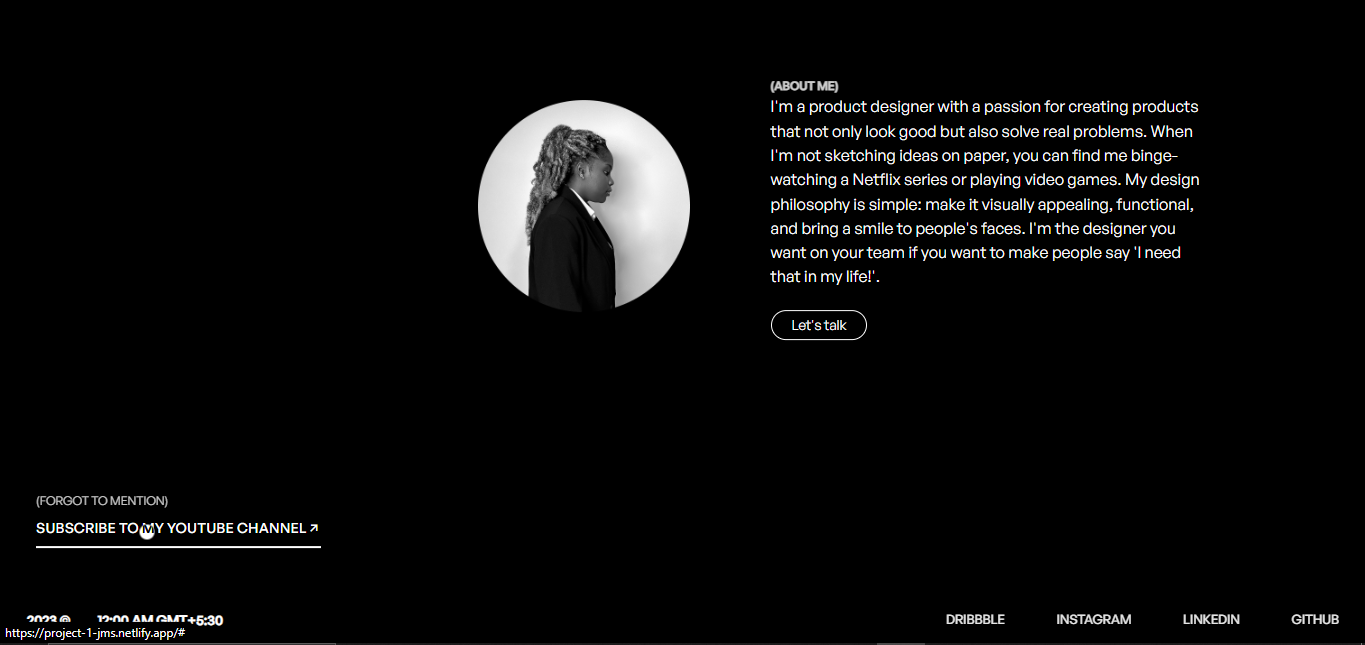 (ABOUT ME)
I'm a product designer with a passion for creating products
that not only look good but also solve real problems. When
I'm not sketching ideas on paper, you can find me binge-
watching a Netflix series or playing video games. My design
philosophy is simple: make it visually appealing, functional,
and bring a smile to people's faces. I'm the designer you
want on your team if you want to make people say 'I need
that in my life!'.
Let's talk
(FORGOT TO MENTION)
SUBSCRIBE TO MY YOUTUBE CHANNEL ↗
2023 © 12:00 AM GMT+5:30
DRIBBBLE INSTAGRAM LINKEDIN GITHUB
https://project-1-jms.netlify.app/#